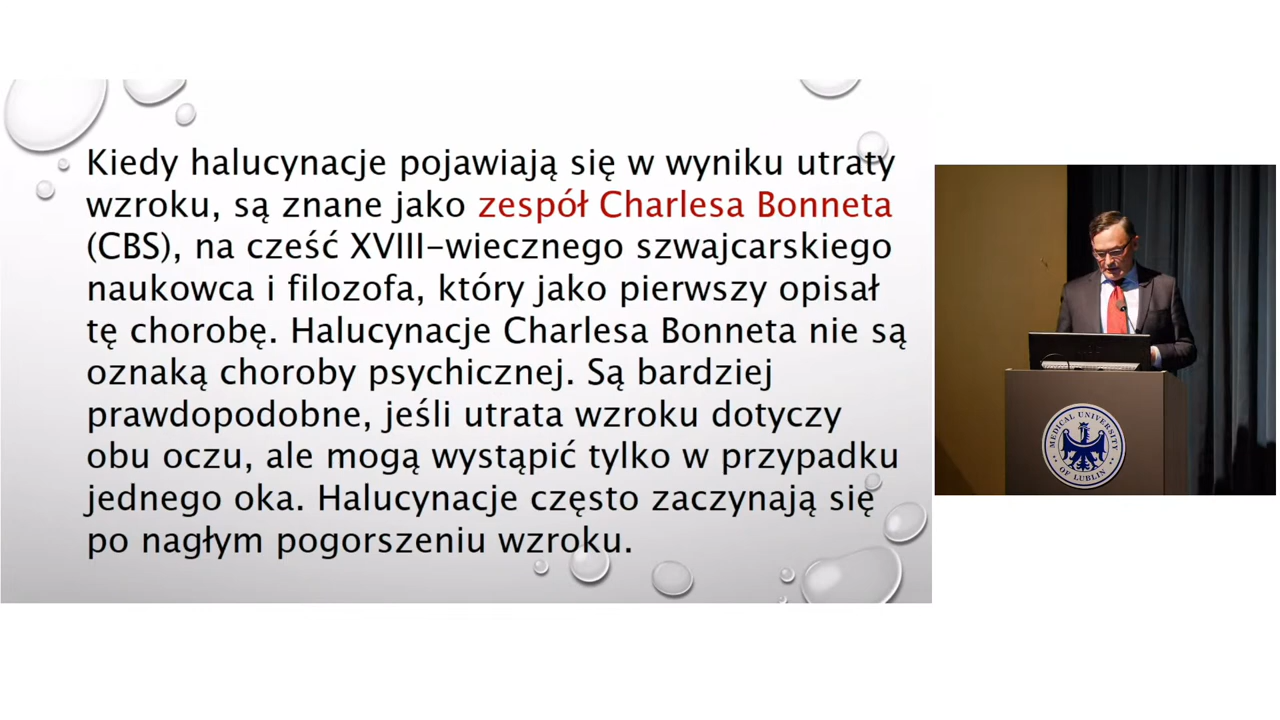 Kiedy halucynacje pojawiają się w wyniku utraty
wzroku, są znane jako zespół Charlesa Bonneta
(CBS), na cześć XVIII-wiecznego szwajcarskiego
naukowca i filozofa, który jako pierwszy opisał
tę chorobę. Halucynacje Charlesa Bonneta nie są
oznaką choroby psychicznej. Są bardziej
prawdopodobne, jeśli utrata wzroku dotyczy
obu oczu, ale mogą wystąpić tylko w przypadku
jednego oka. Halucynacje często zaczynają się
po nagłym pogorszeniu wzroku.
MEDICAL UNIVERSITY
OF LUBLIN